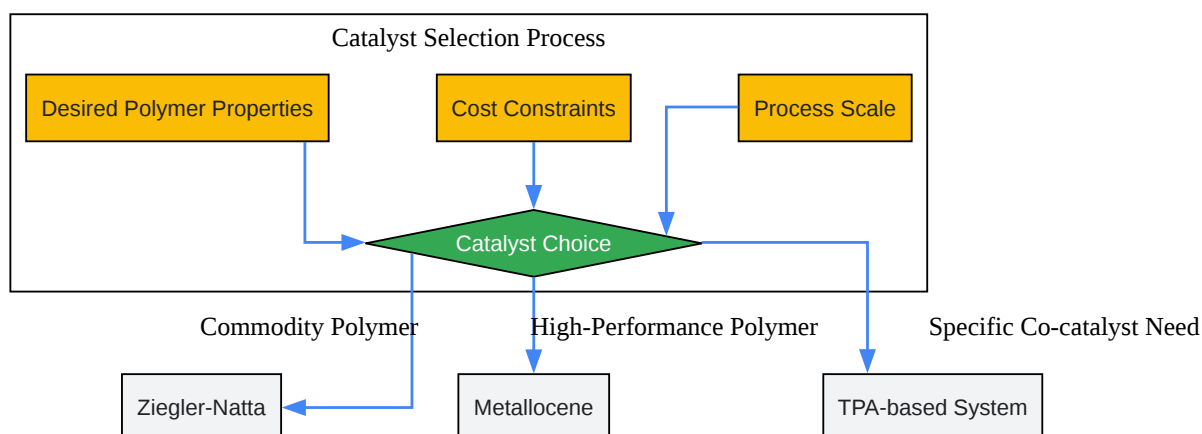 Catalyst Selection Process
Desired Polymer Properties
Cost Constraints
Process Scale
Catalyst Choice
Commodity Polymer
High-Performance Polymer
Specific Co-catalyst Need
Ziegler-Natta
Metallocene
TPA-based System